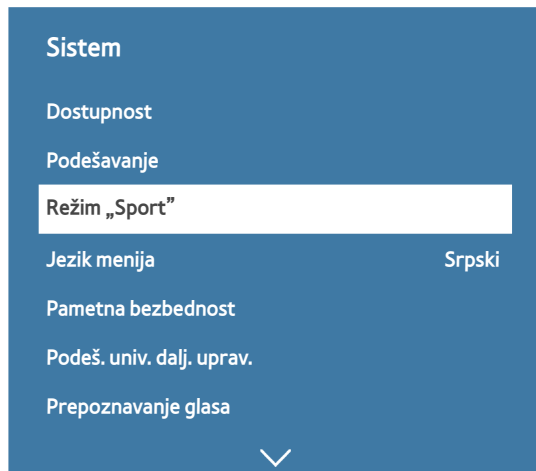 Sistem
Dostupnost
Podešavanje
Režim „Sport”
Jezik menija Srpski
Pametna bezbednost
Podeš. univ. dalj. uprav.
Prepoznavanje glasa